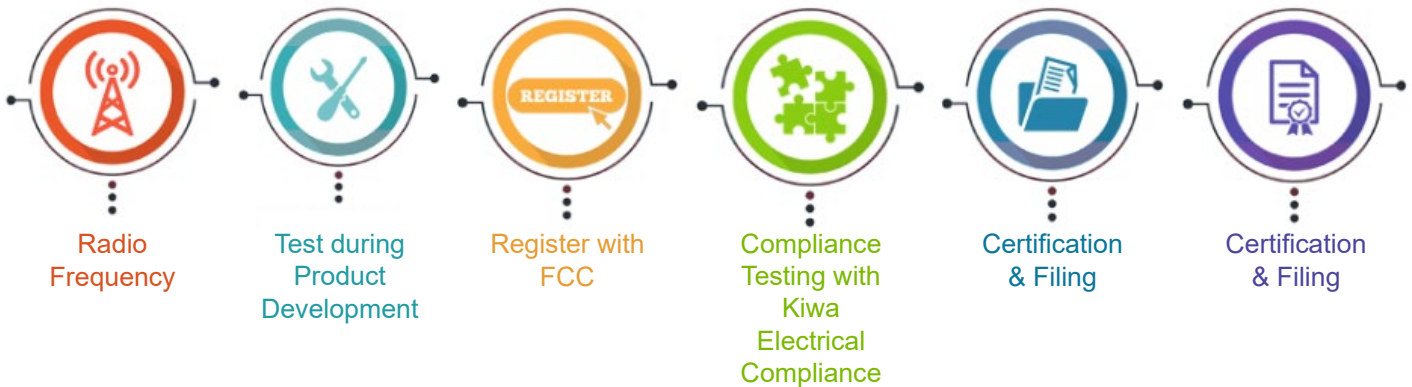 REGISTER
Radio
Frequency
Test during
Product
Development
Register with
FCC
Compliance
Testing with
Kiwa
Electrical
Compliance
Certification
& Filing
Certification
& Filing